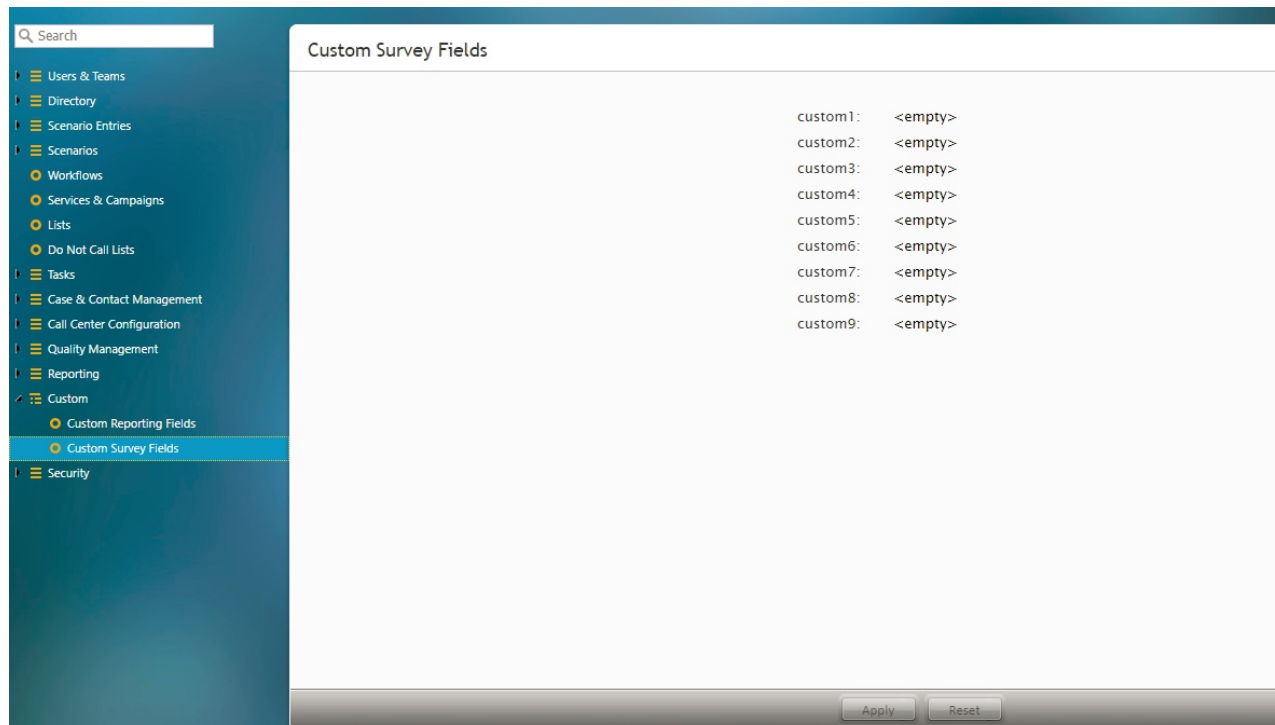 Search
Users & Teams
Directory
Scenario Entries
Scenarios
Workflows
Services & Campaigns
Lists
Do Not Call Lists
Tasks
Case & Contact Management
Call Center Configuration
Quality Management
Reporting
Custom
Custom Reporting Fields
Custom Survey Fields
Security
Custom Survey Fields
custom1: <empty>
custom2: <empty>
custom3: <empty>
custom4: <empty>
custom5: <empty>
custom6: <empty>
custom7: <empty>
custom8: <empty>
custom9: <empty>
Apply Reset